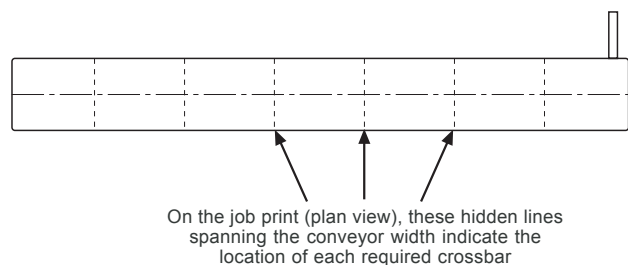 On the job print (plan view), these hidden lines
spanning the conveyor width indicate the
location of each required crossbar